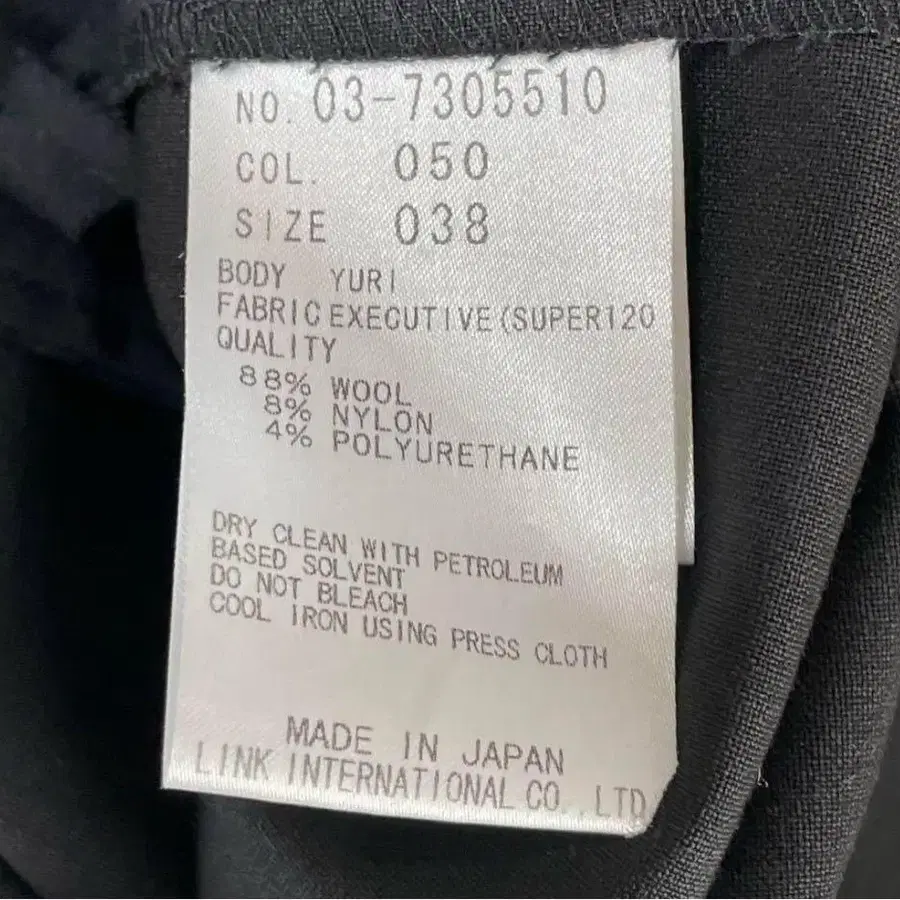 NO. 03-7305510
COL. 050
SIZE 038
BODY YURI
FABRIC EXECUTIVE (SUPER120
QUALITY
88% WOOL
8% NYLON
4% POLYURETHANE
DRY CLEAN WITH PETROLEUM
BASED SOLVENT
DO NOT BLEACH
COOL IRON USING PRESS CLOTH
MADE IN JAPAN
LINK INTERNATIONAL CO., LTD